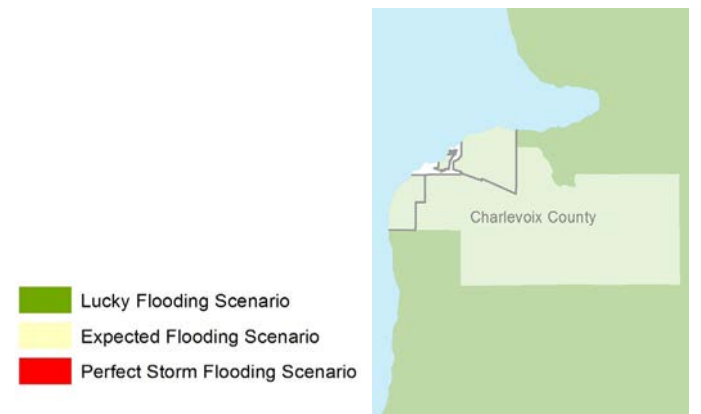 Charlevoix County
Lucky Flooding Scenario
Expected Flooding Scenario
Perfect Storm Flooding Scenario